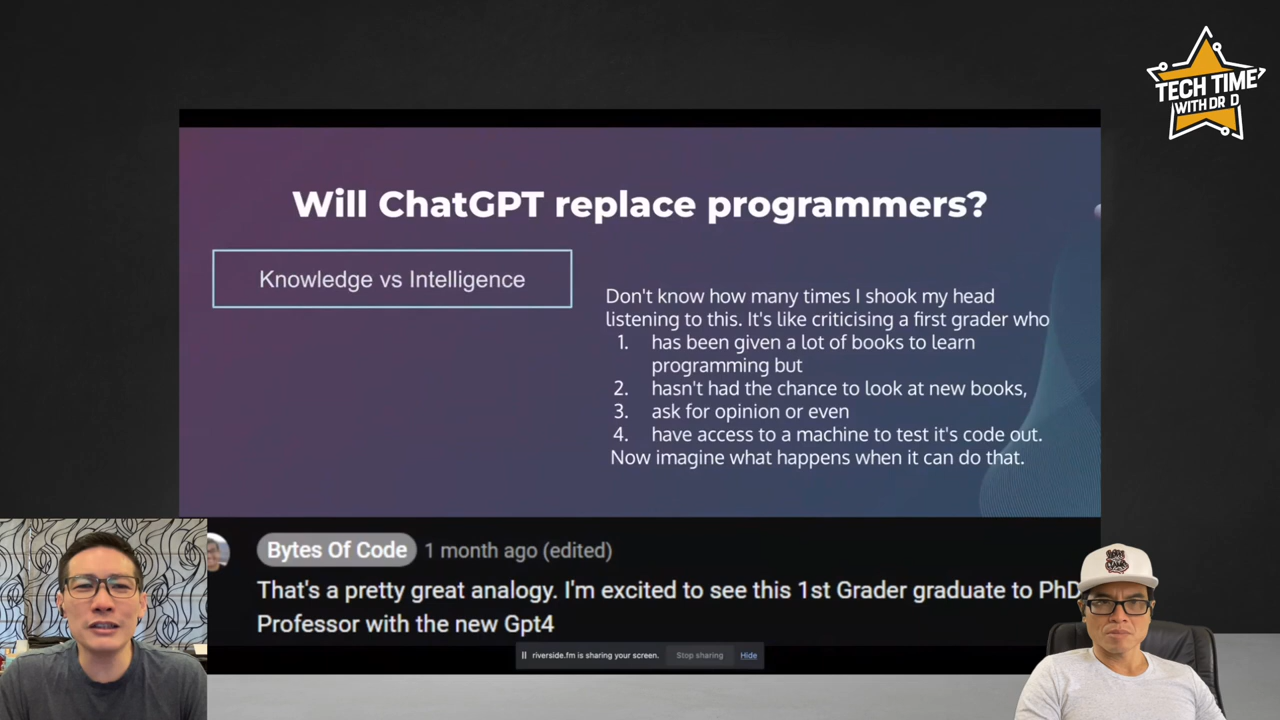 TECH TIME
WITH DR D
Will ChatGPT replace programmers?
Knowledge vs Intelligence
Don't know how many times I shook my head
listening to this. It's like criticising a first grader who
1. has been given a lot of books to learn
programming but
2. hasn't had the chance to look at new books,
3. ask for opinion or even
4. have access to a machine to test it's code out.
Now imagine what happens when it can do that.
Bytes Of Code 1 month ago (edited)
That's a pretty great analogy. I'm excited to see this 1st Grader graduate to PhD
Professor with the new Gpt4
riverside.fm is sharing your screen. Stop sharing Hide